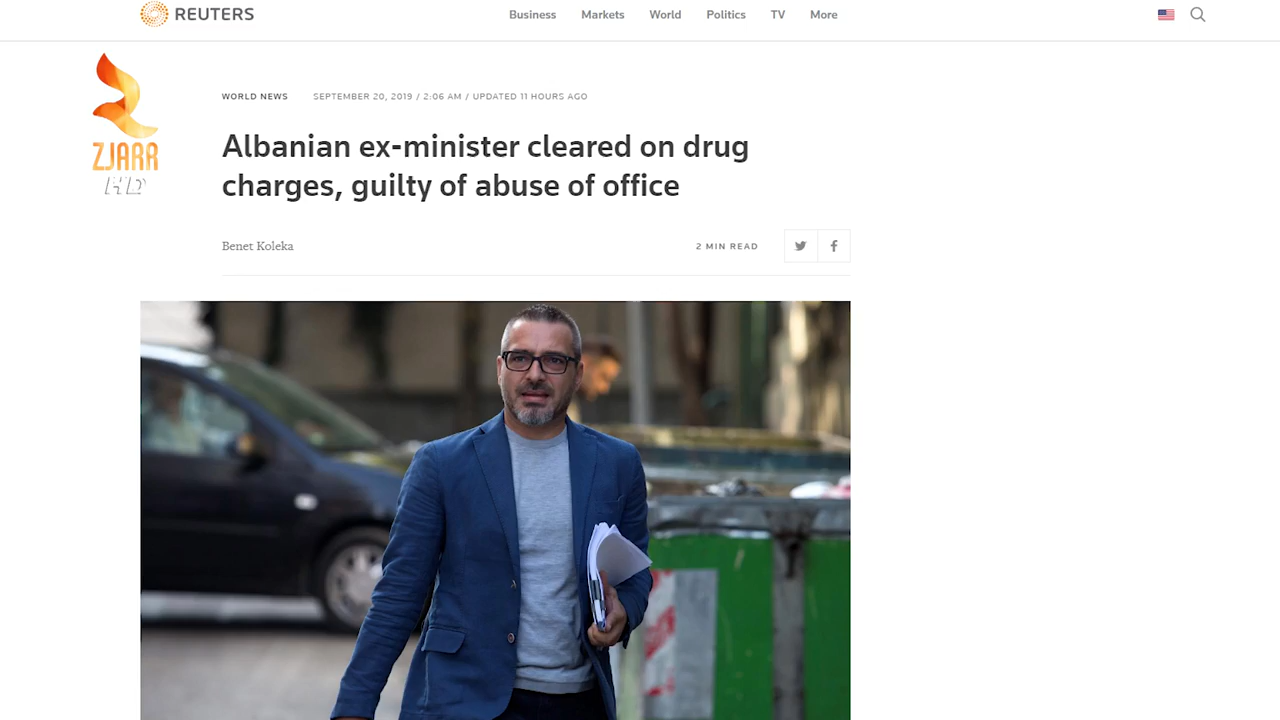 REUTERS
Business Markets World Politics TV More
ZJARR
HD
WORLD NEWS SEPTEMBER 20, 2019 / 2:06 AM / UPDATED 11 HOURS AGO
Albanian ex-minister cleared on drug
charges, guilty of abuse of office
Benet Koleka 2 MIN READ